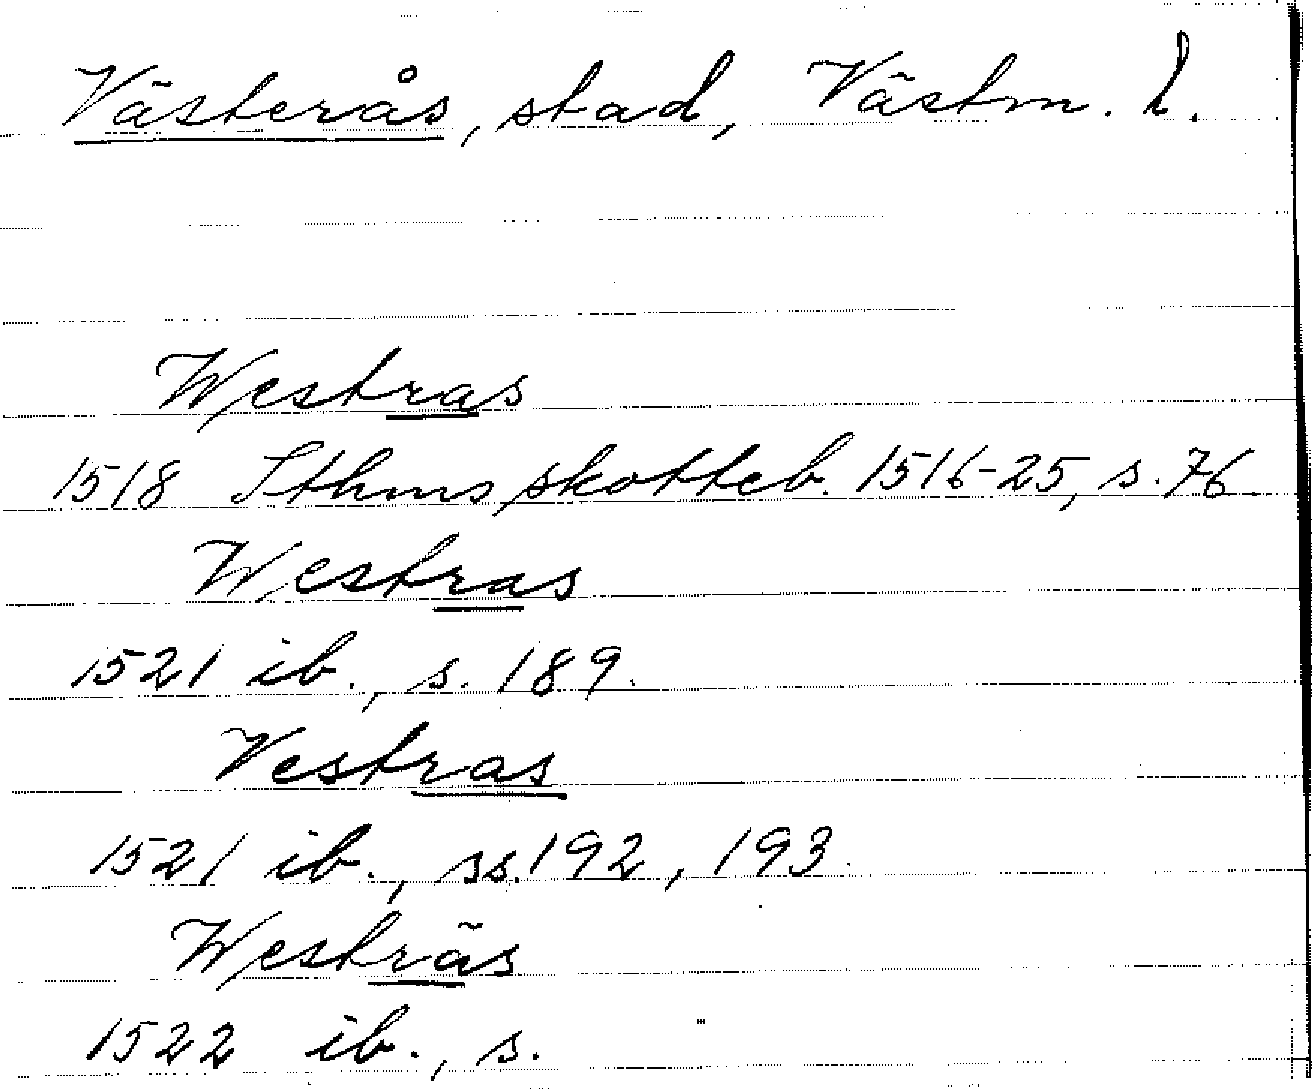 Västerås, stad, Västm. l.
Westras
1518 Sthms skotteb. 1516-25, s. 76.
Westras
1521 ib., s. 189.
Vestras
1521 ib., ss. 192, 193.
Westräs
1522 ib., s.